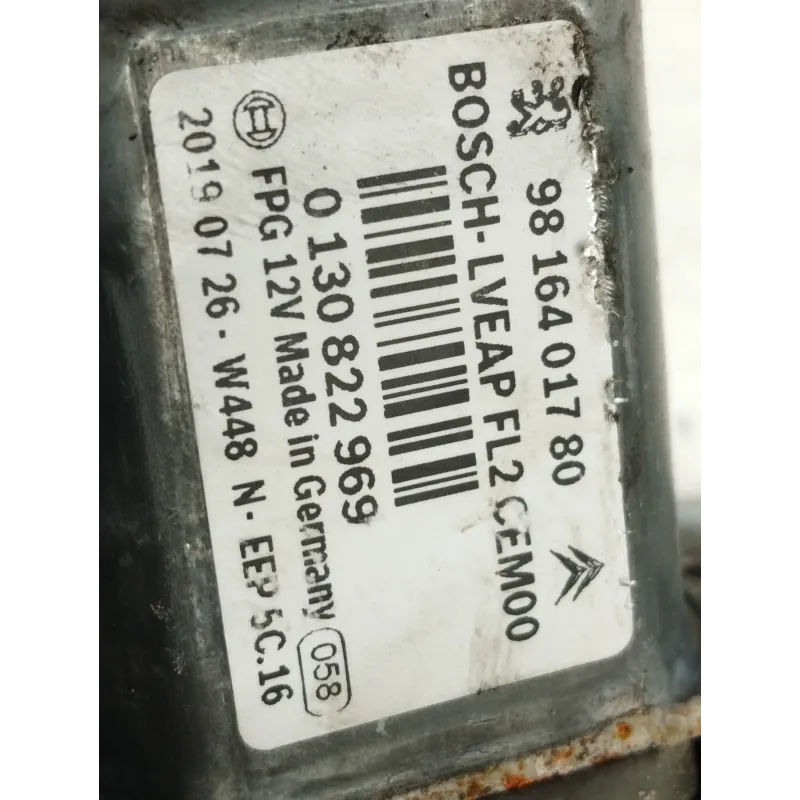 98 164 017 80
BOSCH-LVEAP FL2 CEM00
0 130 822 969
FPG 12V Made in Germany 058
2019 07 26 - W448 N - EEP 5C.16